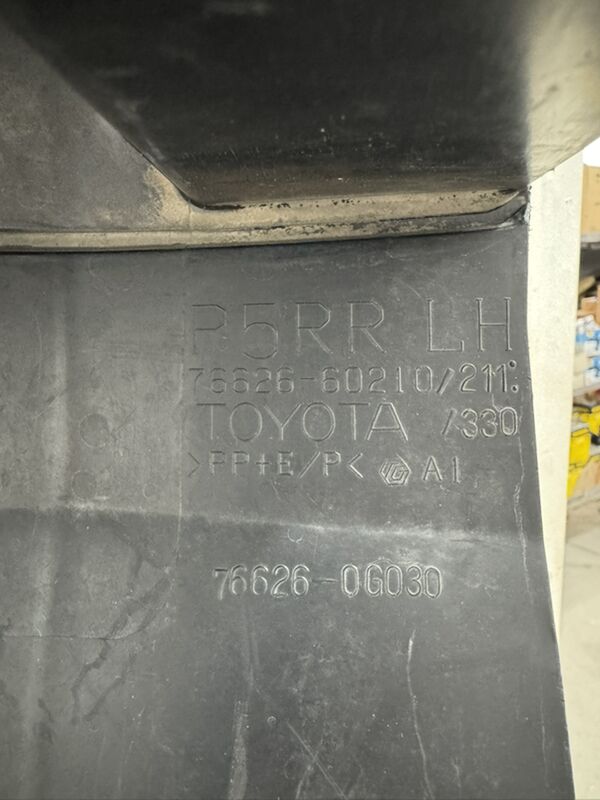 P5RR LH
76626-60210/211:
TOYOTA /330
>PP+E/P< A1
76626-0G030